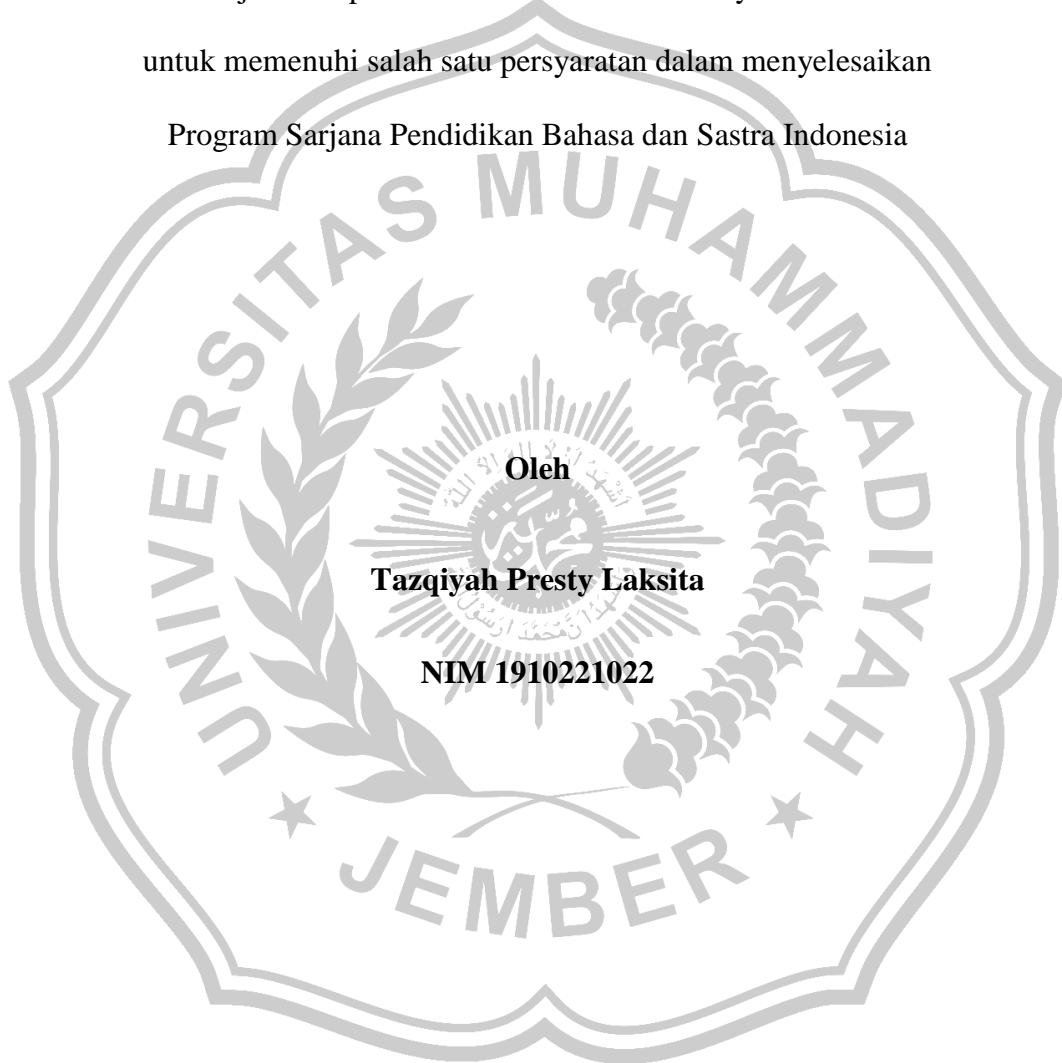 untuk memenuhi salah satu persyaratan dalam menyelesaikan
Program Sarjana Pendidikan Bahasa dan Sastra Indonesia
UNIVERSITAS MUHAMMADIYAH
Oleh
Tazqiyah Presty Laksita
NIM 1910221022
★ JEMBER ★